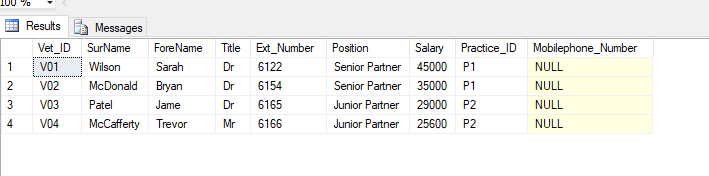 100 %
Results Messages
Vet_ID SurName ForeName Title Ext_Number Position Salary Practice_ID Mobilephone_Number
1 V01 Wilson Sarah Dr 6122 Senior Partner 45000 P1 NULL
2 V02 McDonald Bryan Dr 6154 Senior Partner 35000 P1 NULL
3 V03 Patel Jame Dr 6165 Junior Partner 29000 P2 NULL
4 V04 McCafferty Trevor Mr 6166 Junior Partner 25600 P2 NULL